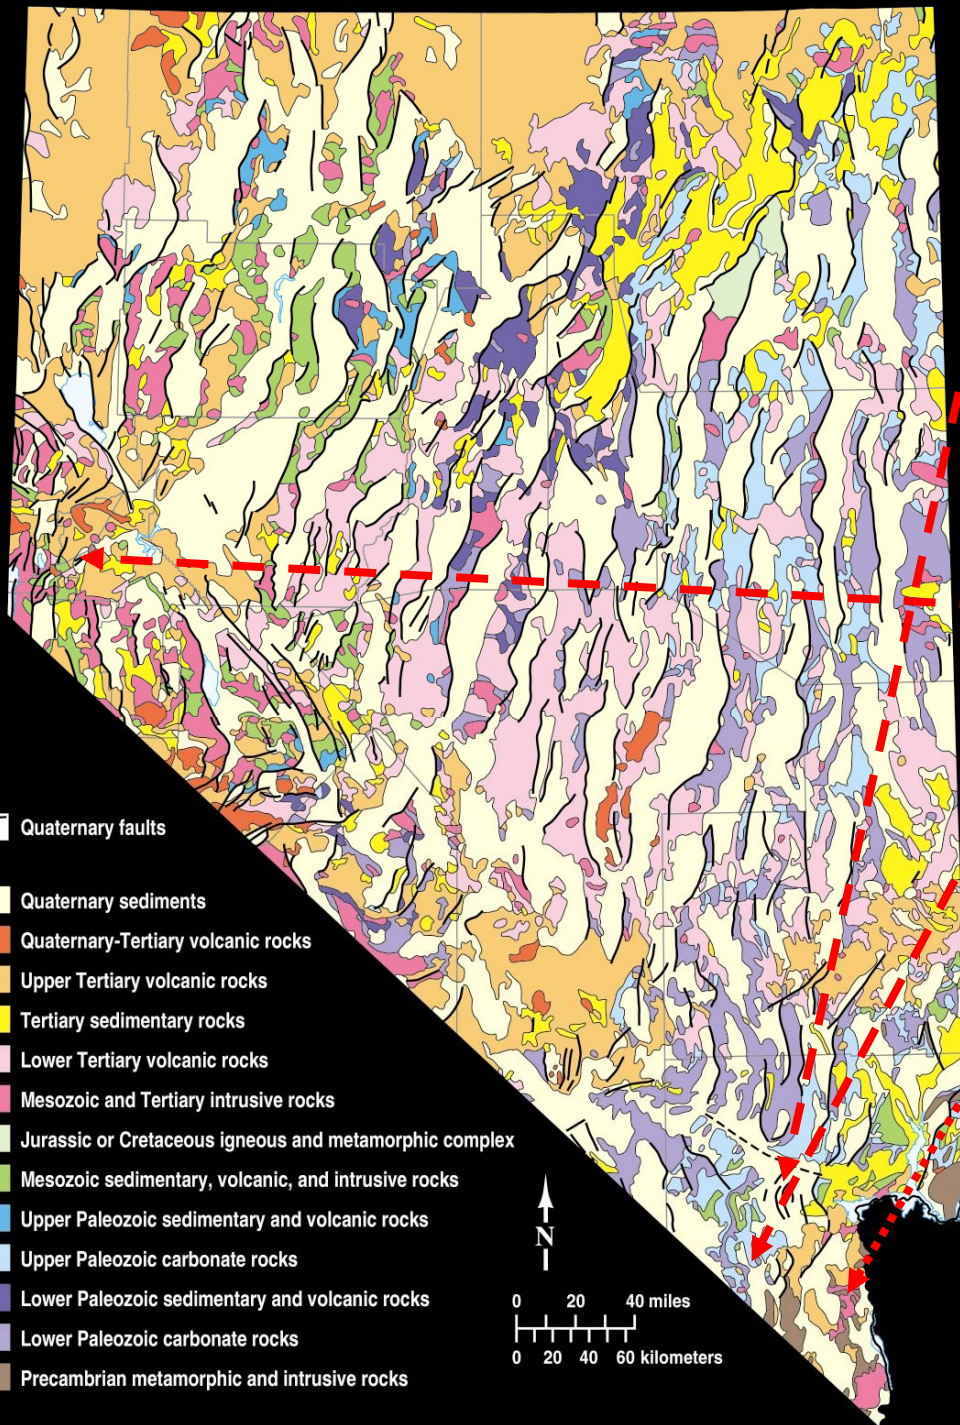 Quaternary faults
Quaternary sediments
Quaternary-Tertiary volcanic rocks
Upper Tertiary volcanic rocks
Tertiary sedimentary rocks
Lower Tertiary volcanic rocks
Mesozoic and Tertiary intrusive rocks
Jurassic or Cretaceous igneous and metamorphic complex
Mesozoic sedimentary, volcanic, and intrusive rocks
Upper Paleozoic sedimentary and volcanic rocks
Upper Paleozoic carbonate rocks
Lower Paleozoic sedimentary and volcanic rocks
Lower Paleozoic carbonate rocks
Precambrian metamorphic and intrusive rocks
N
0 20 40 miles
0 20 40 60 kilometers